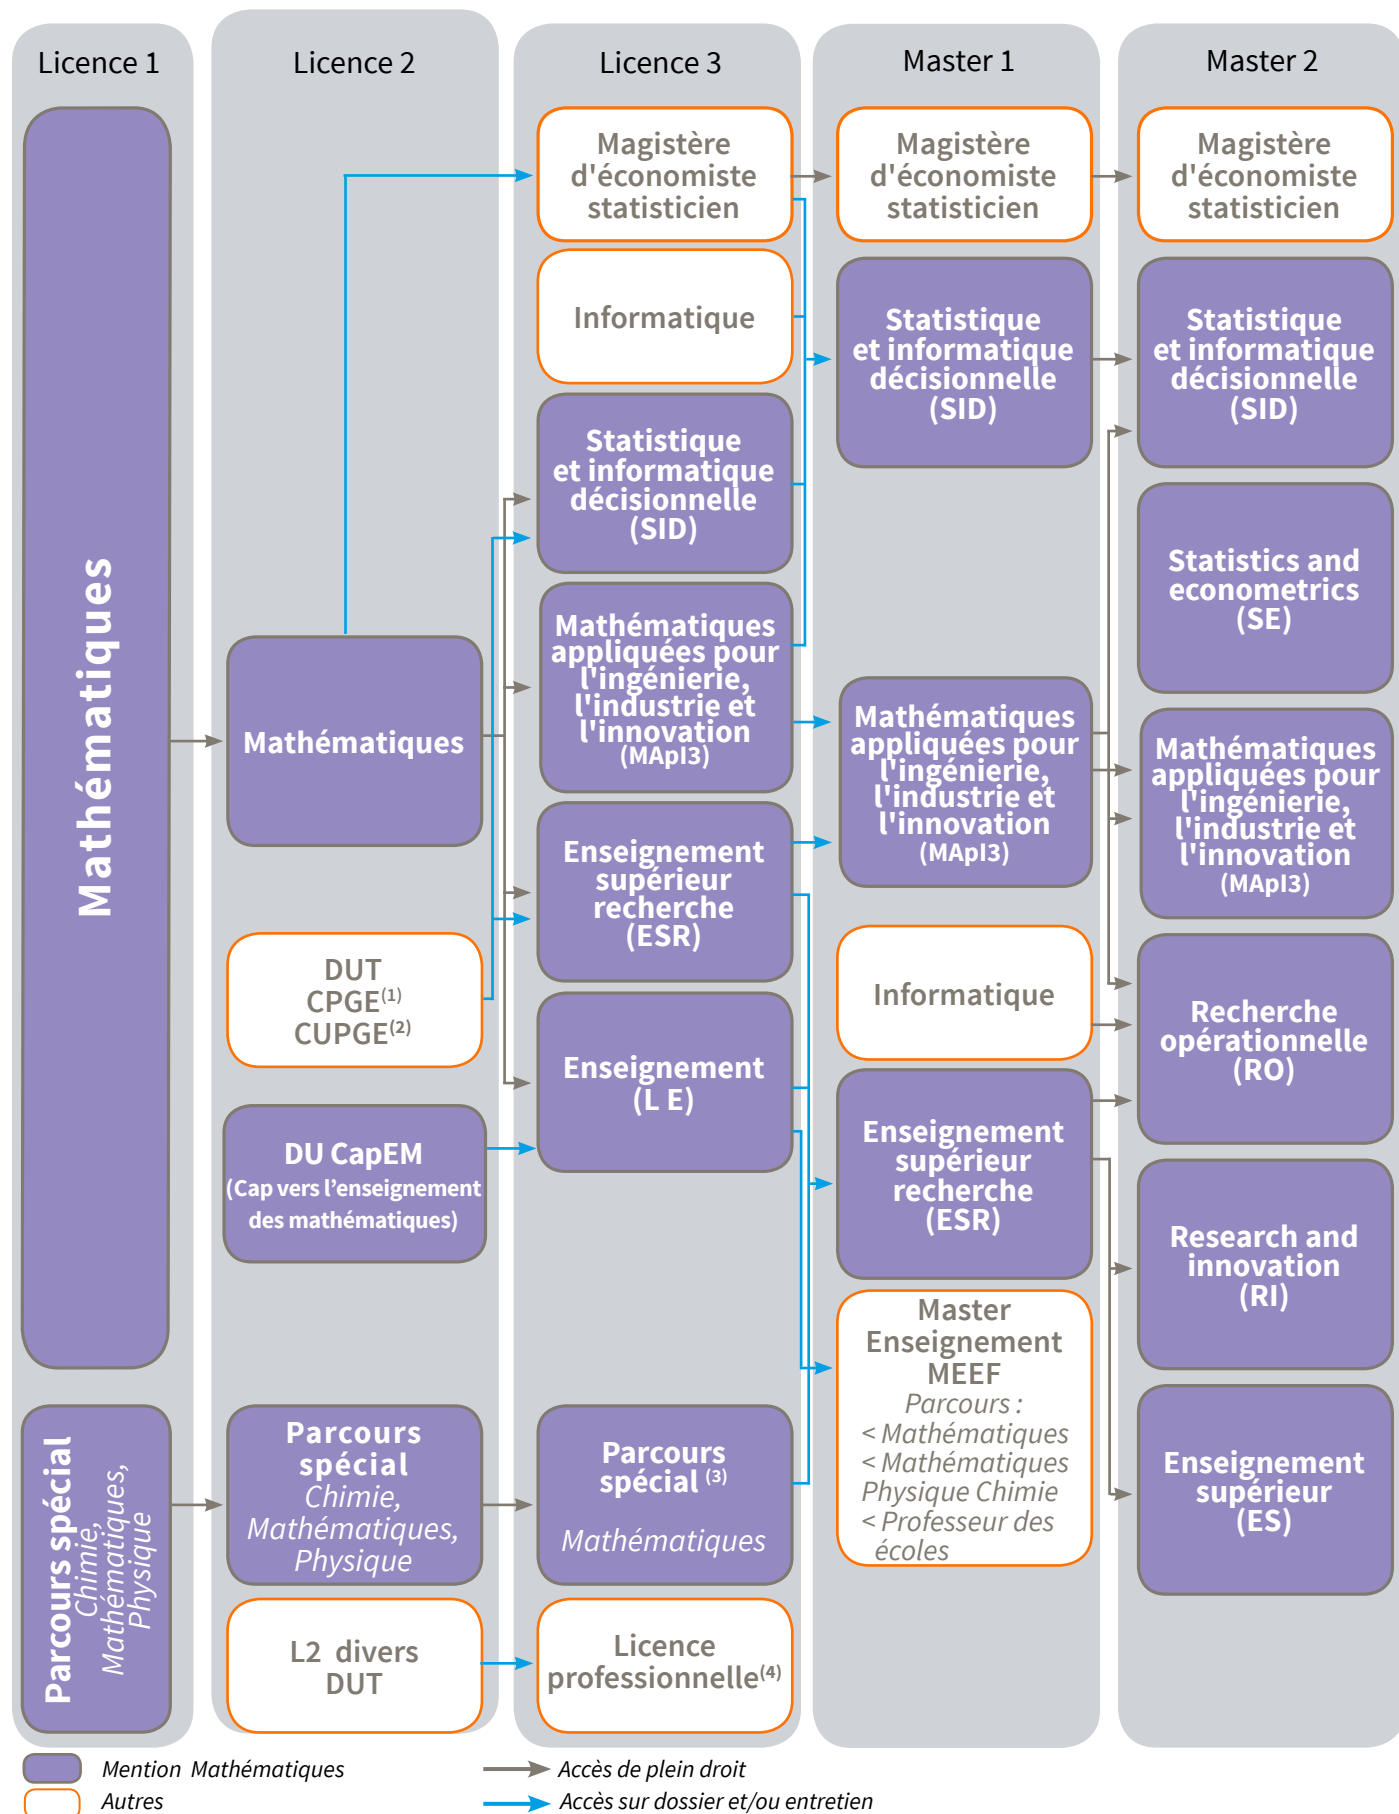 Licence 1
Mathématiques
Parcours spécial
Chimie,
Mathématiques,
Physique
Licence 2
Mathématiques
DUT
CPGE(1)
CUPGE(2)
DU CapEM
(Cap vers l'enseignement
des mathématiques)
Parcours
spécial
Chimie,
Mathématiques,
Physique
L2 divers
DUT
Licence 3
Magistère
d'économiste
statisticien
Informatique
Statistique
et informatique
décisionnelle
(SID)
Mathématiques
appliquées pour
l'ingénierie,
l'industrie et
l'innovation
(MApI3)
Enseignement
supérieur
recherche
(ESR)
Enseignement
(L E)
Parcours
spécial (3)
Mathématiques
Licence
professionnelle(4)
Master 1
Magistère
d'économiste
statisticien
Statistique
et informatique
décisionnelle
(SID)
Mathématiques
appliquées pour
l'ingénierie,
l'industrie et
l'innovation
(MApI3)
Informatique
Enseignement
supérieur
recherche
(ESR)
Master
Enseignement
MEEF
Parcours :
< Mathématiques
< Mathématiques
Physique Chimie
< Professeur des
écoles
Master 2
Magistère
d'économiste
statisticien
Statistique
et informatique
décisionnelle
(SID)
Statistics and
econometrics
(SE)
Mathématiques
appliquées pour
l'ingénierie,
l'industrie et
l'innovation
(MApI3)
Recherche
opérationnelle
(RO)
Research and
innovation
(RI)
Enseignement
supérieur
(ES)
Mention Mathématiques
Autres
Accès de plein droit
Accès sur dossier et/ou entretien